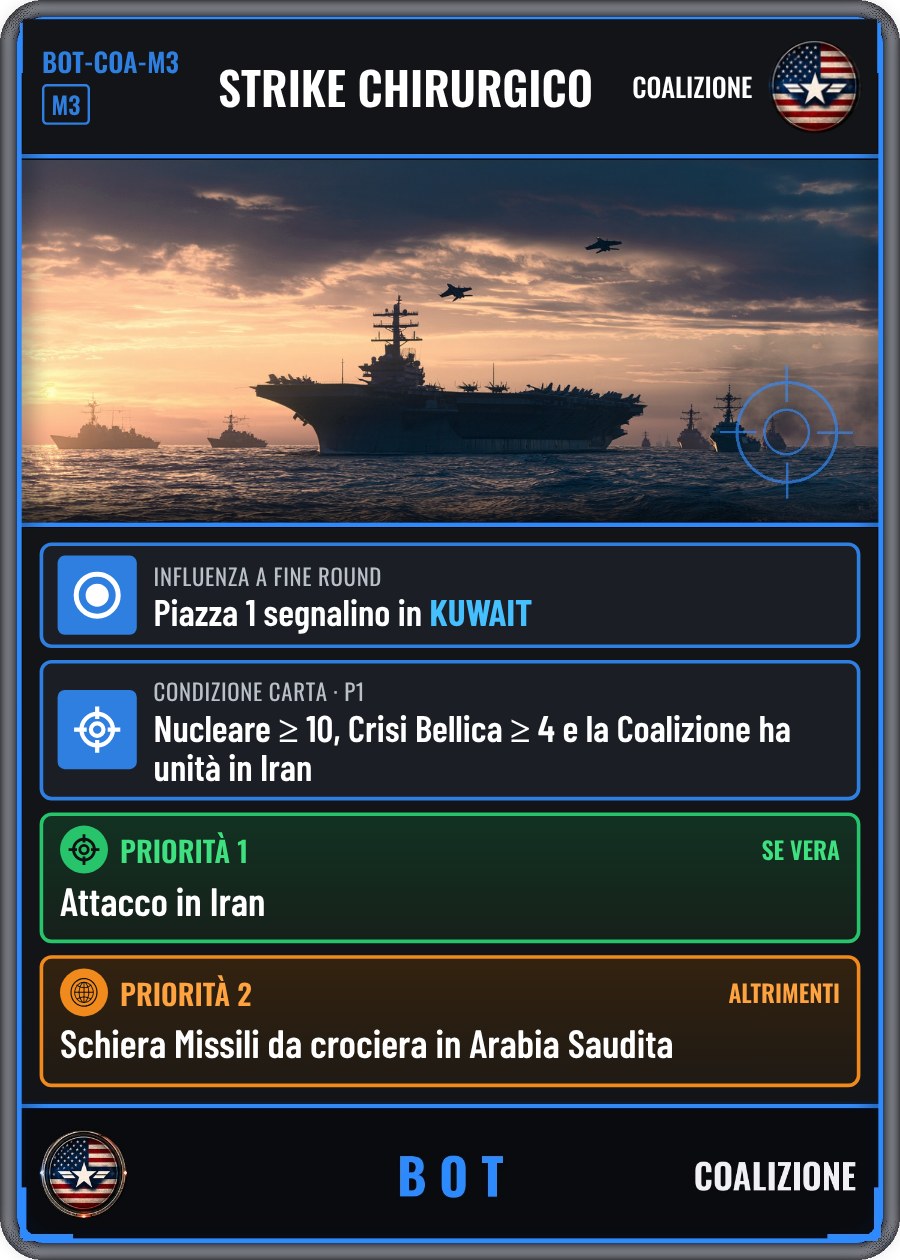 BOT-COA-M3
M3
STRIKE CHIRURGICO
COALIZIONE
INFLUENZA A FINE ROUND
Piazza 1 segnalino in KUWAIT
CONDIZIONE CARTA · P1
Nucleare ≥ 10, Crisi Bellica ≥ 4 e la Coalizione ha
unità in Iran
PRIORITÀ 1
SE VERA
Attacco in Iran
PRIORITÀ 2
ALTRIMENTI
Schiera Missili da crociera in Arabia Saudita
BOT
COALIZIONE